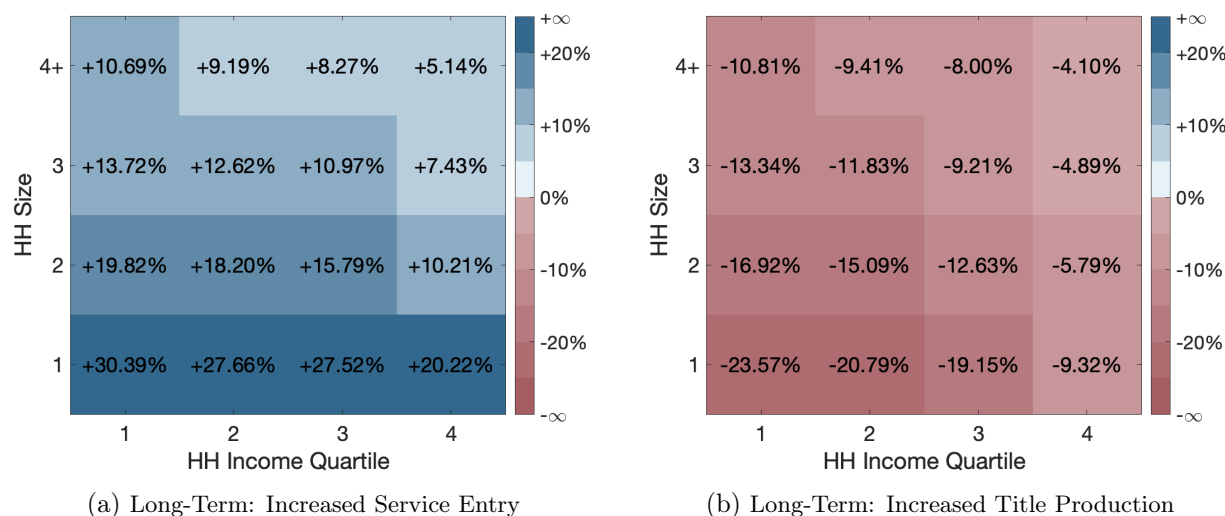 +∞
+20%
+10%
0%
-10%
-20%
-∞
HH Size
4+
3
2
1
+10.69% +9.19% +8.27% +5.14%
+13.72% +12.62% +10.97% +7.43%
+19.82% +18.20% +15.79% +10.21%
+30.39% +27.66% +27.52% +20.22%
1 2 3 4
HH Income Quartile
(a) Long-Term: Increased Service Entry
+∞
+20%
+10%
0%
-10%
-20%
-∞
HH Size
4+
3
2
1
-10.81% -9.41% -8.00% -4.10%
-13.34% -11.83% -9.21% -4.89%
-16.92% -15.09% -12.63% -5.79%
-23.57% -20.79% -19.15% -9.32%
1 2 3 4
HH Income Quartile
(b) Long-Term: Increased Title Production